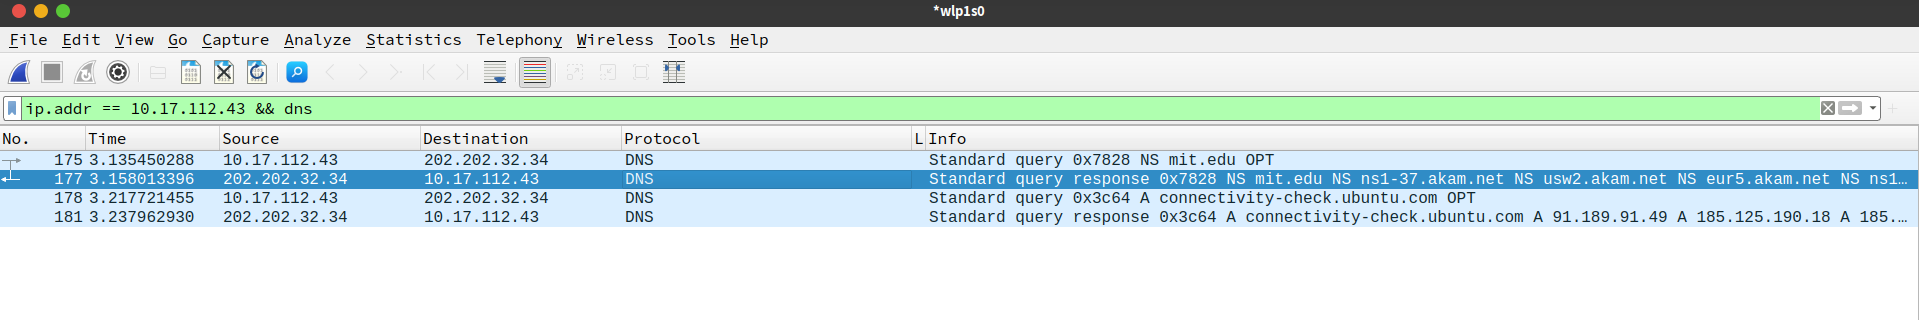 *wlp1s0
File Edit View Go Capture Analyze Statistics Telephony Wireless Tools Help
ip.addr == 10.17.112.43 && dns
No. Time Source Destination Protocol L Info
175 3.135450288 10.17.112.43 202.202.32.34 DNS Standard query 0x7828 NS mit.edu OPT
177 3.158013396 202.202.32.34 10.17.112.43 DNS Standard query response 0x7828 NS mit.edu NS ns1-37.akam.net NS usw2.akam.net NS eur5.akam.net NS ns1…
178 3.217721455 10.17.112.43 202.202.32.34 DNS Standard query 0x3c64 A connectivity-check.ubuntu.com OPT
181 3.237962930 202.202.32.34 10.17.112.43 DNS Standard query response 0x3c64 A connectivity-check.ubuntu.com A 91.189.91.49 A 185.125.190.18 A 185.…